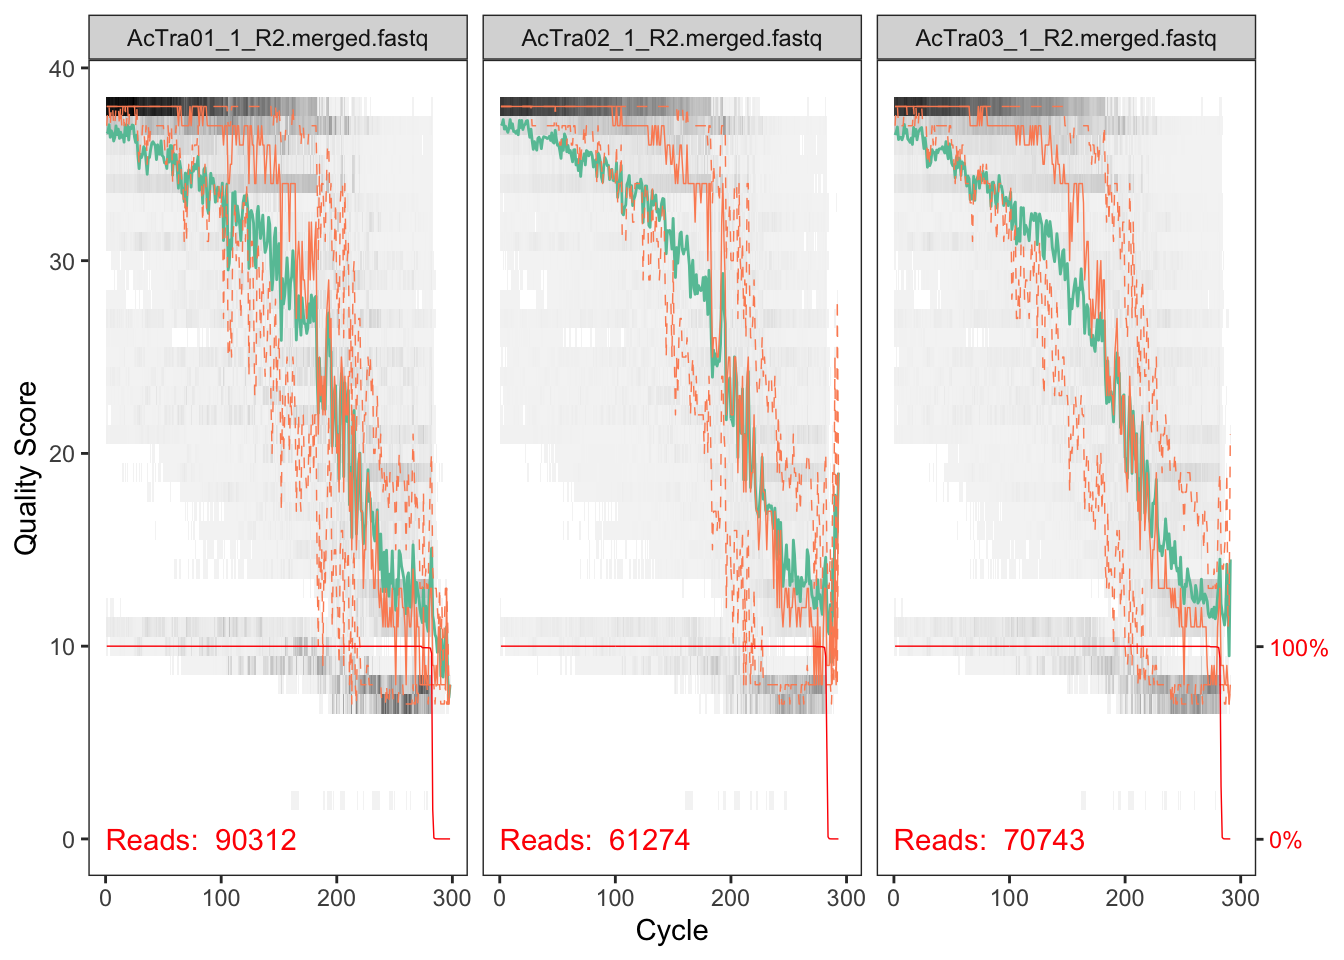 AcTra01_1_R2.merged.fastq AcTra02_1_R2.merged.fastq AcTra03_1_R2.merged.fastq
40
30
20
10
0
Quality Score
100%
0%
Reads: 90312 Reads: 61274 Reads: 70743
0 100 200 300 0 100 200 300 0 100 200 300
Cycle